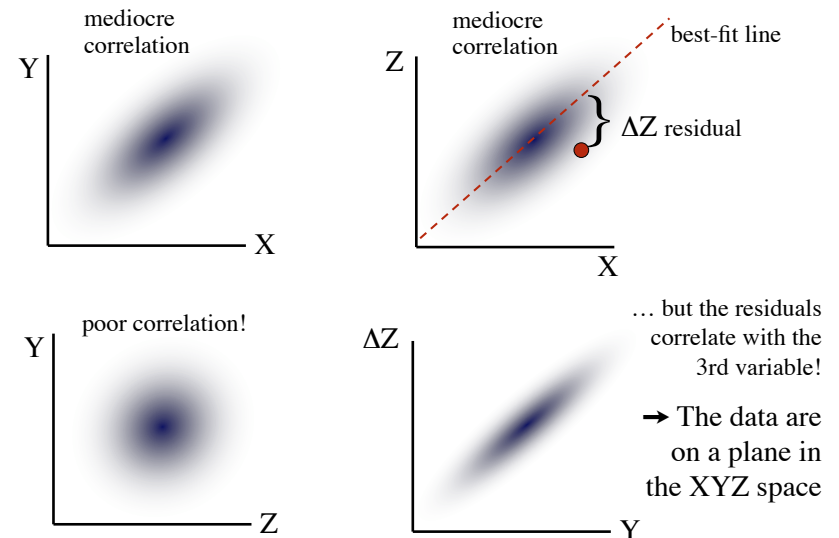 mediocre
correlation
Y
X
mediocre
correlation
Z
best-fit line
ΔZ residual
X
poor correlation!
Y
Z
… but the residuals
correlate with the
3rd variable!
ΔZ
→ The data are
on a plane in
the XYZ space
Y